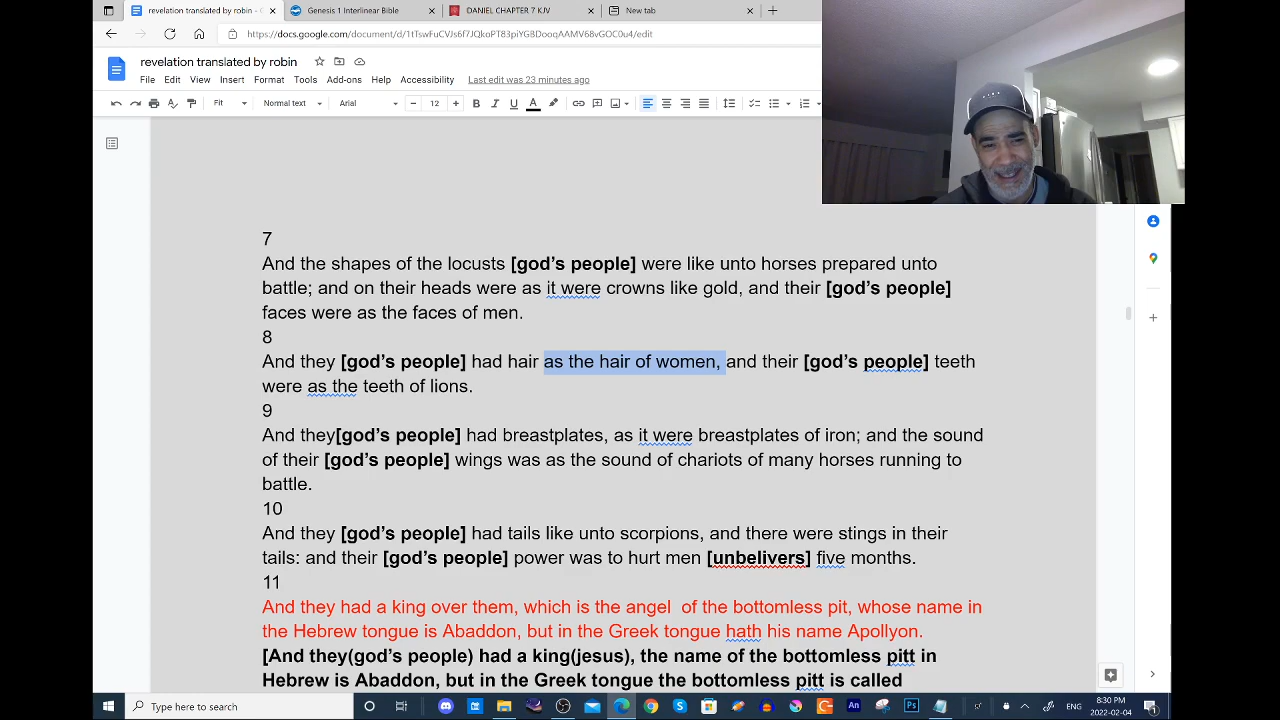 revelation translated by robin - G
Genesis 1 Interlinear Bible
DANIEL CHAPTER 7 KJV
New tab
https://docs.google.com/document/d/1tTswFuCVJs6f7JQkoPT83piYGBDooqAAMV68vGOC0u4/edit
revelation translated by robin
File Edit View Insert Format Tools Add-ons Help Accessibility Last edit was 23 minutes ago
Fit Normal text Arial 12 B I U A
7
And the shapes of the locusts [god's people] were like unto horses prepared unto
battle; and on their heads were as it were crowns like gold, and their [god's people]
faces were as the faces of men.
8
And they [god's people] had hair as the hair of women, and their [god's people] teeth
were as the teeth of lions.
9
And they[god's people] had breastplates, as it were breastplates of iron; and the sound
of their [god's people] wings was as the sound of chariots of many horses running to
battle.
10
And they [god's people] had tails like unto scorpions, and there were stings in their
tails: and their [god's people] power was to hurt men [unbelivers] five months.
11
And they had a king over them, which is the angel  of the bottomless pit, whose name in
the Hebrew tongue is Abaddon, but in the Greek tongue hath his name Apollyon.
[And they(god's people) had a king(jesus), the name of the bottomless pitt in
Hebrew is Abaddon, but in the Greek tongue the bottomless pitt is called
Type here to search
An
Ps
ENG
8:30 PM
2022-02-04